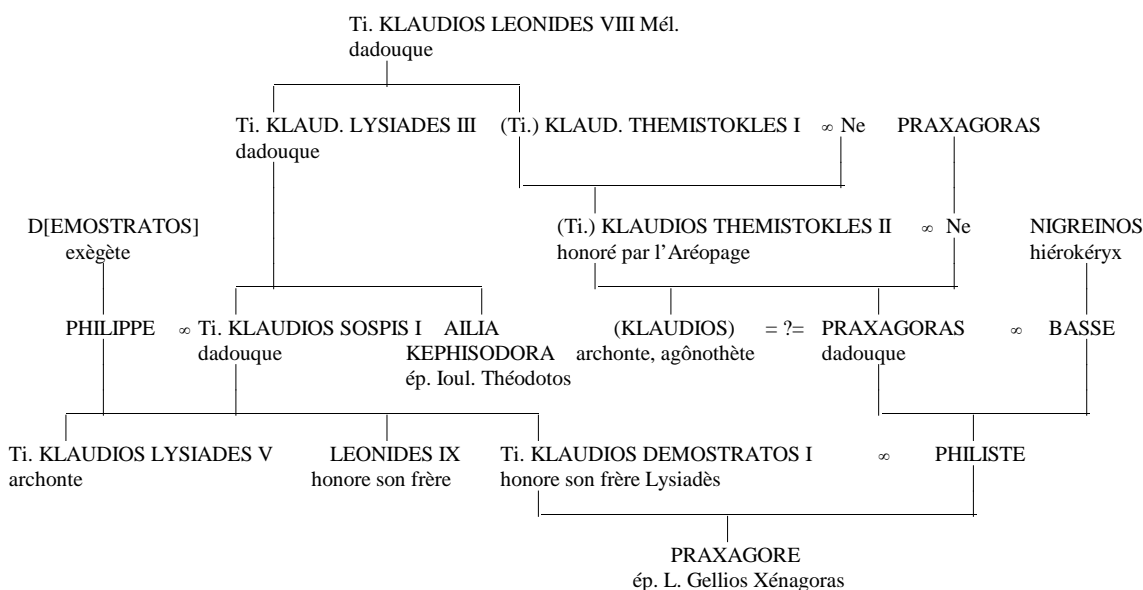 Ti. KLAUDIOS LEONIDES VIII Mél.
dadouque
Ti. KLAUD. LYSIADES III (Ti.) KLAUD. THEMISTOKLES I ∞ Ne PRAXAGORAS
dadouque
D[EMOSTRATOS] (Ti.) KLAUDIOS THEMISTOKLES II ∞ Ne NIGREINOS
exègète honoré par l’Aréopage hiérokéryx
PHILIPPE ∞ Ti. KLAUDIOS SOSPIS I AILIA (KLAUDIOS) = ?= PRAXAGORAS ∞ BASSE
dadouque KEPHISODORA archonte, agônothète dadouque
ép. Ioul. Théodotos
Ti. KLAUDIOS LYSIADES V LEONIDES IX Ti. KLAUDIOS DEMOSTRATOS I ∞ PHILISTE
archonte honore son frère honore son frère Lysiadès
PRAXAGORE
ép. L. Gellios Xénagoras